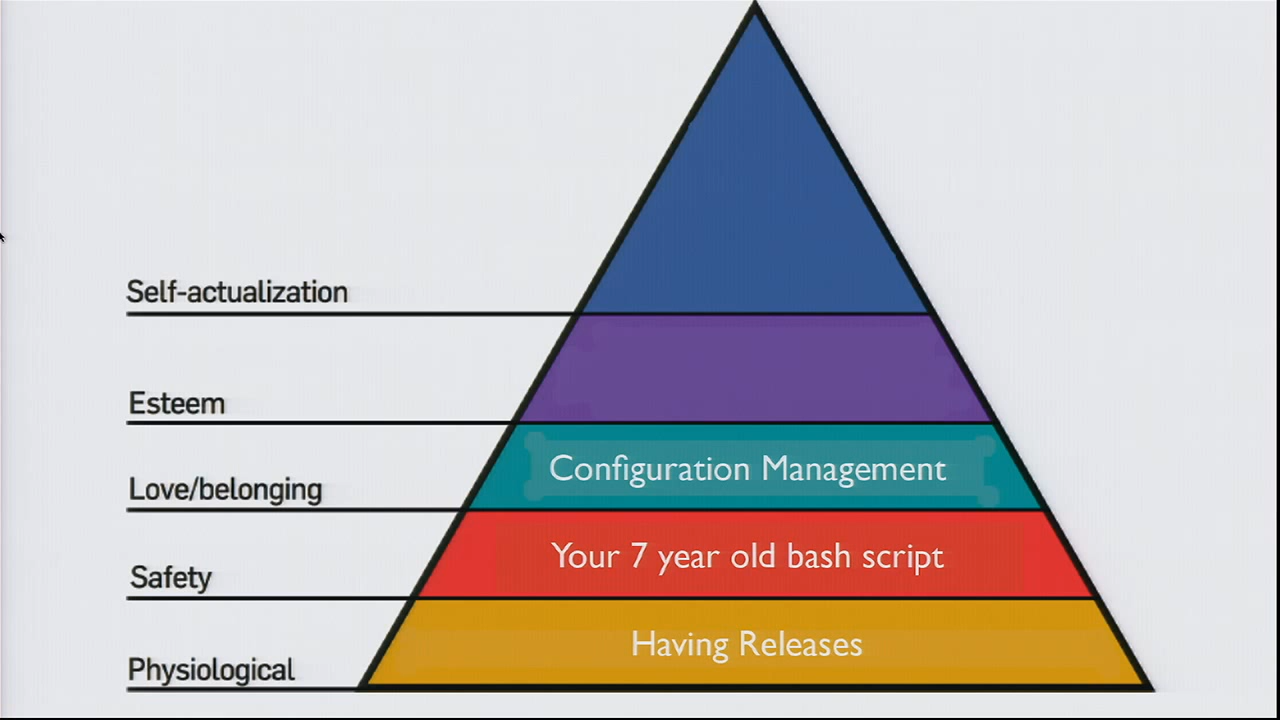 Self-actualization
Esteem
Love/belonging
Configuration Management
Safety
Your 7 year old bash script
Physiological
Having Releases